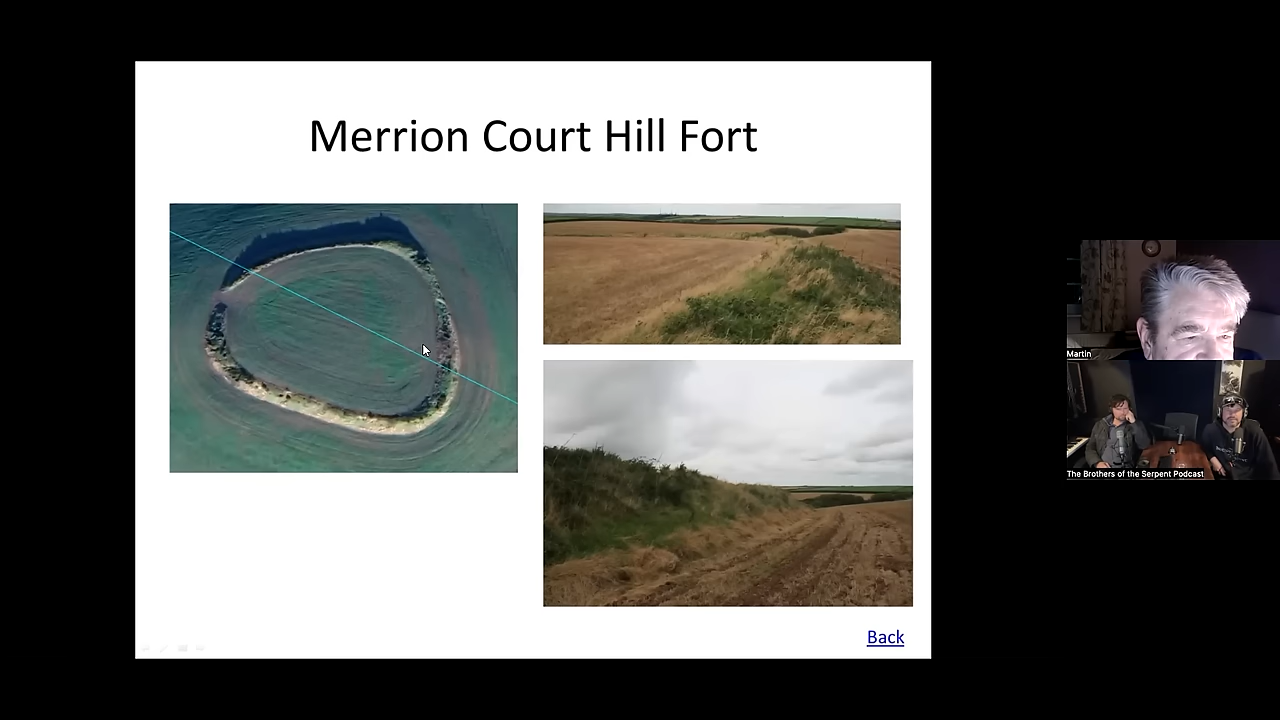 Merrion Court Hill Fort
Back
Martin
The Brothers of the Serpent Podcast